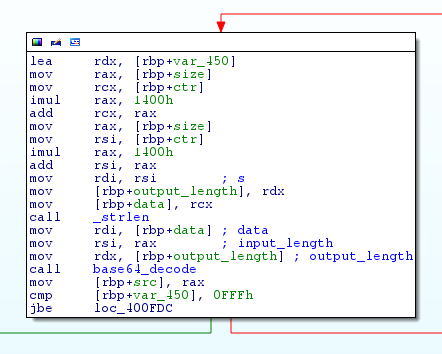 lea rdx, [rbp+var_450]
mov rax, [rbp+size]
mov rcx, [rbp+ctr]
imul rax, 1400h
add rcx, rax
mov rax, [rbp+size]
mov rsi, [rbp+ctr]
imul rax, 1400h
add rsi, rax
mov rdi, rsi ; s
mov [rbp+output_length], rdx
mov [rbp+data], rcx
call _strlen
mov rdi, [rbp+data] ; data
mov rsi, rax ; input_length
mov rdx, [rbp+output_length] ; output_length
call base64_decode
mov [rbp+src], rax
cmp [rbp+var_450], 0FFFh
jbe loc_400FDC